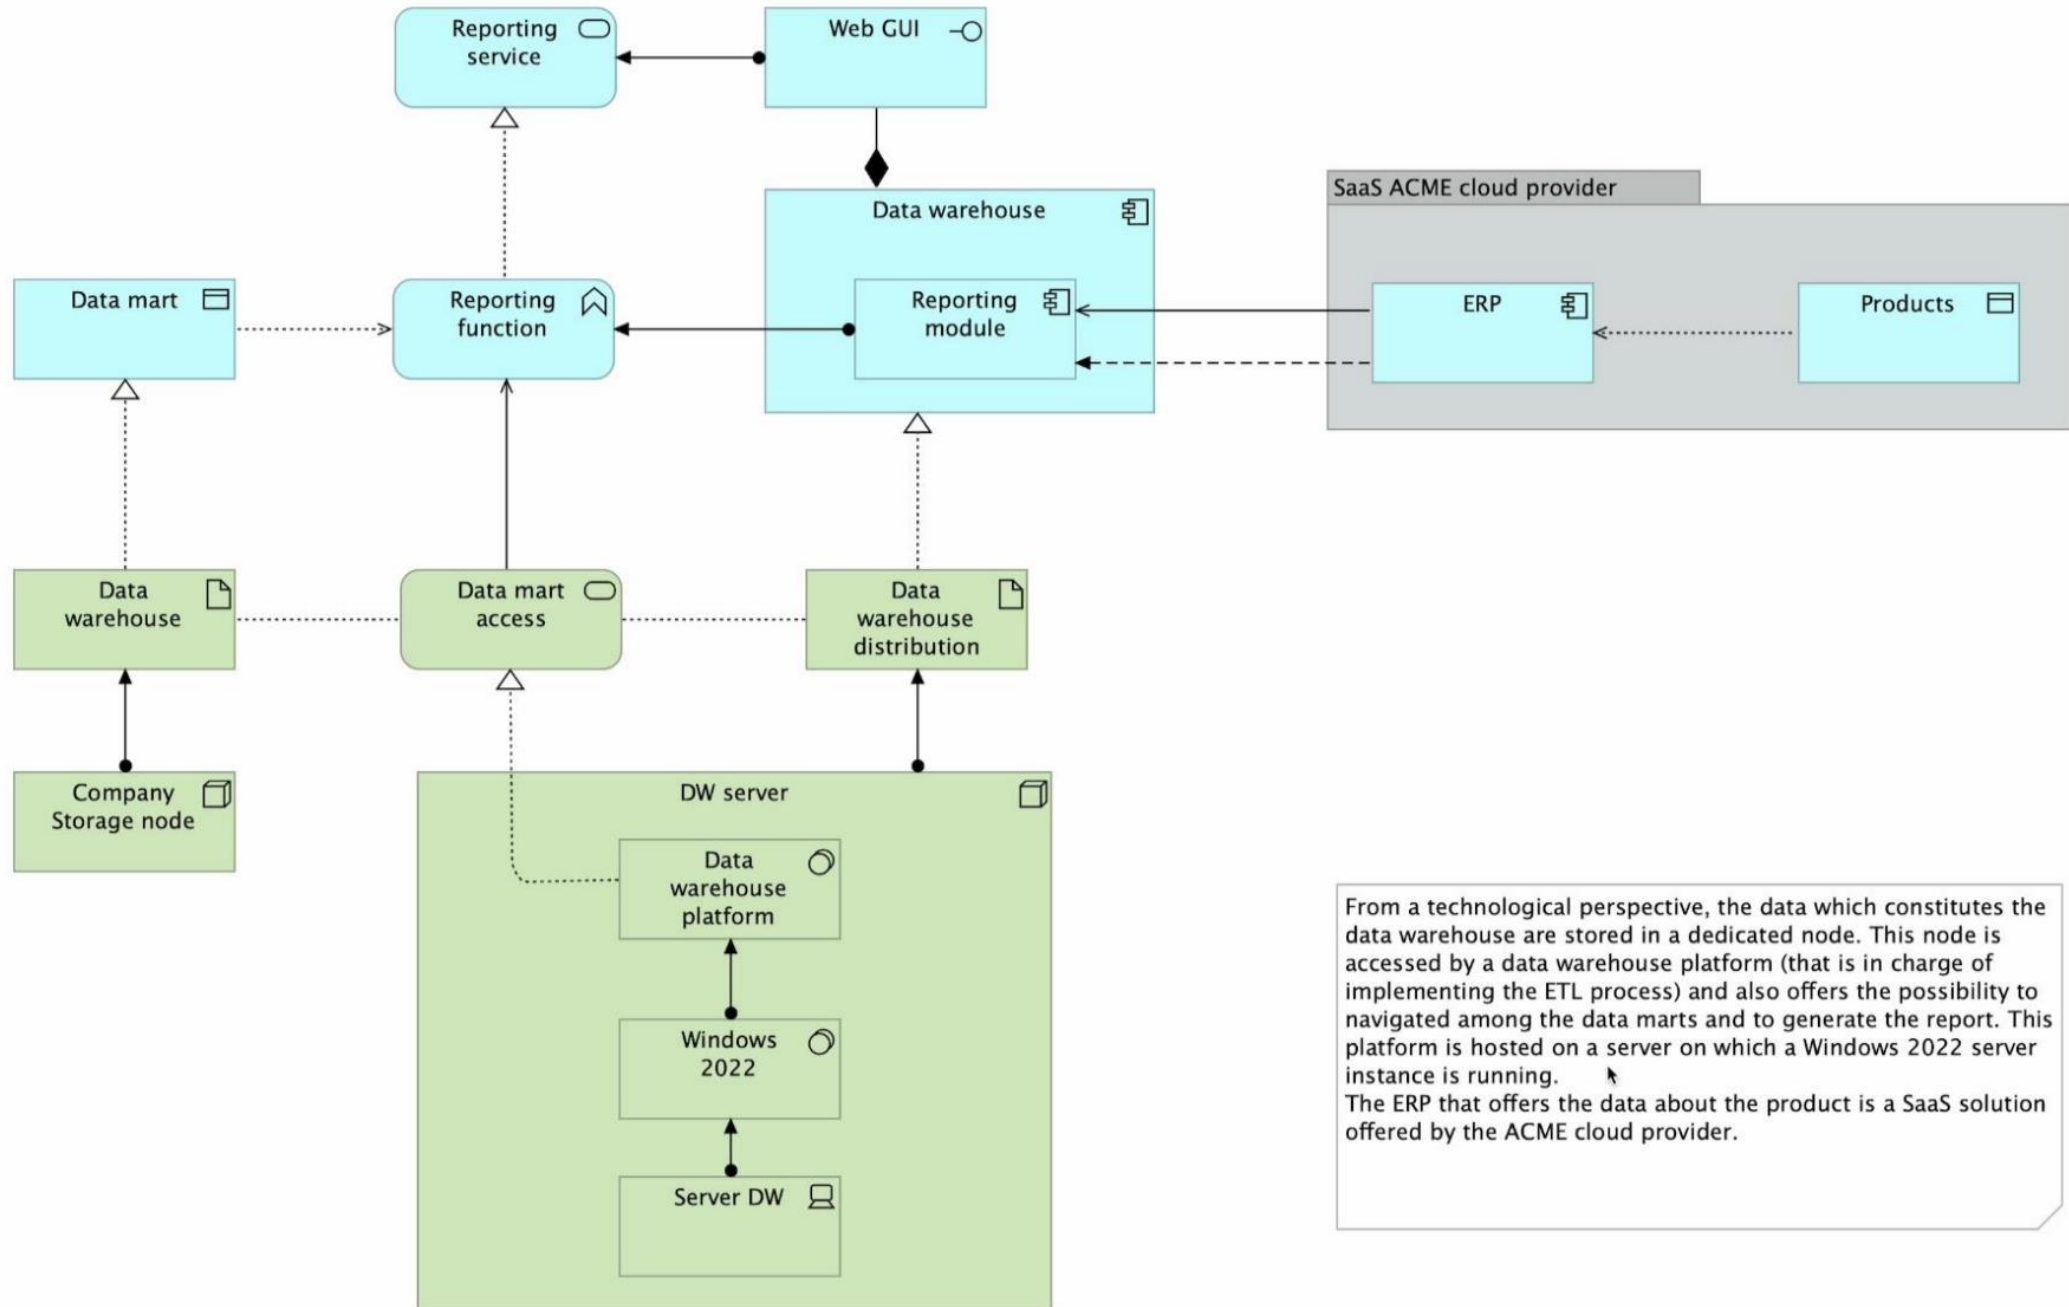 Reporting
service
Web GUI
SaaS ACME cloud provider
Data warehouse
Data mart
Reporting
function
Reporting
module
ERP
Products
Data
warehouse
Data mart
access
Data
warehouse
distribution
Company
Storage node
DW server
Data
warehouse
platform
Windows
2022
Server DW
From a technological perspective, the data which constitutes the
data warehouse are stored in a dedicated node. This node is
accessed by a data warehouse platform (that is in charge of
implementing the ETL process) and also offers the possibility to
navigated among the data marts and to generate the report. This
platform is hosted on a server on which a Windows 2022 server
instance is running.
The ERP that offers the data about the product is a SaaS solution
offered by the ACME cloud provider.